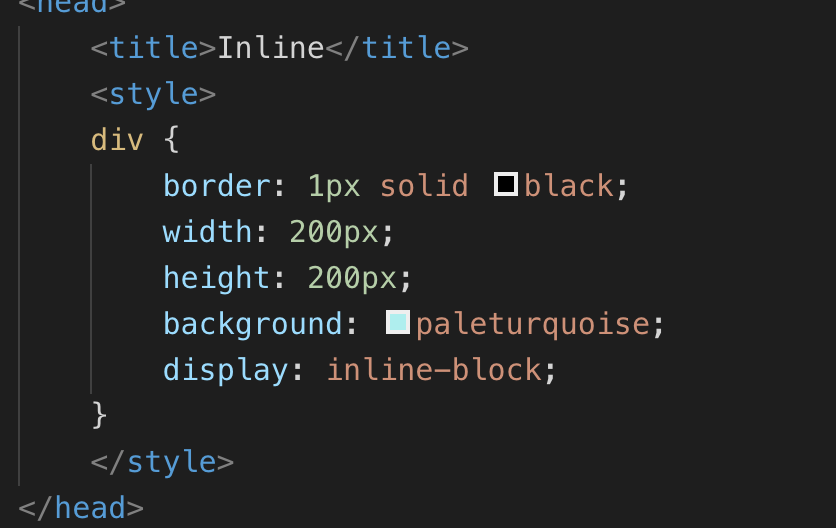 <head>
<title>Inline</title>
<style>
div {
border: 1px solid black;
width: 200px;
height: 200px;
background: paleturquoise;
display: inline-block;
}
</style>
</head>